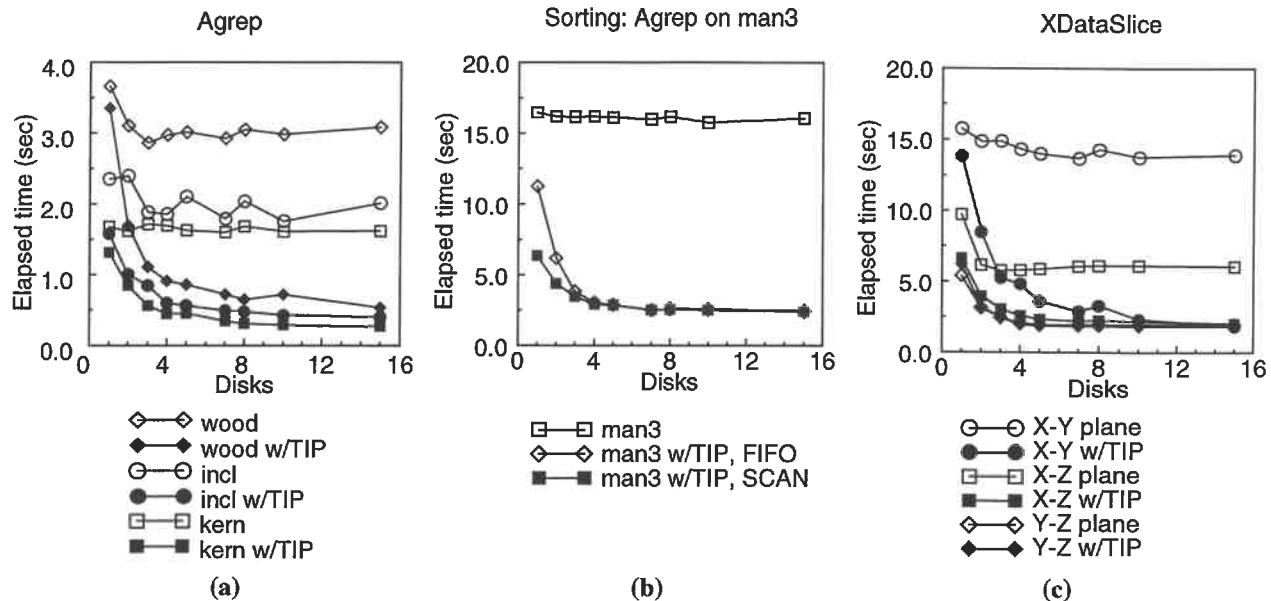 Agrep
Elapsed time (sec)
4.0
3.0
2.0
1.0
0.0
0 4 8 12 16
Disks
wood
wood w/TIP
incl
incl w/TIP
kern
kern w/TIP
(a)
Sorting: Agrep on man3
Elapsed time (sec)
20.0
15.0
10.0
5.0
0.0
0 4 8 12 16
Disks
man3
man3 w/TIP, FIFO
man3 w/TIP, SCAN
(b)
XDataSlice
Elapsed time (sec)
20.0
15.0
10.0
5.0
0.0
0 4 8 12 16
Disks
X-Y plane
X-Y w/TIP
X-Z plane
X-Z w/TIP
Y-Z plane
Y-Z w/TIP
(c)